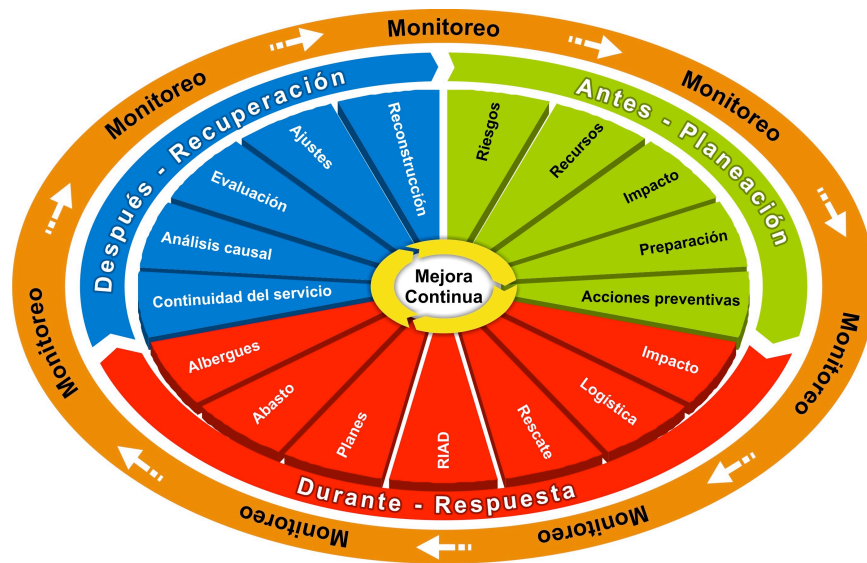 Monitoreo
Monitoreo
Monitoreo
Monitoreo
Monitoreo
Monitoreo
Monitoreo
Antes - Planeación
Riesgos
Recursos
Impacto
Preparación
Acciones preventivas
Durante - Respuesta
Impacto
Logística
Rescate
RIAD
Planes
Abasto
Albergues
Después - Recuperación
Continuidad del servicio
Análisis causal
Evaluación
Ajustes
Reconstrucción
Mejora
Continua